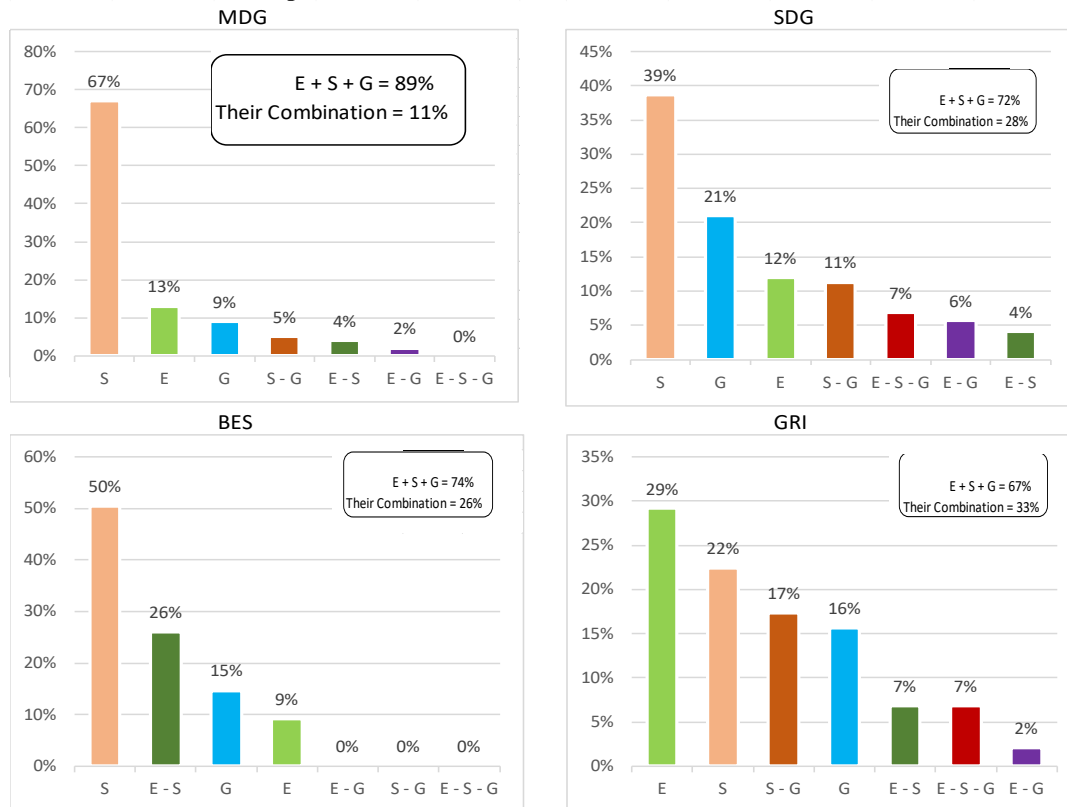 MDG
80%
70%
60%
50%
40%
30%
20%
10%
0%
67%
13%
9%
5%
4%
2%
0%
S
E
G
S - G
E - S
E - G
E - S - G
E + S + G = 89%
Their Combination = 11%
SDG
45%
40%
35%
30%
25%
20%
15%
10%
5%
0%
39%
21%
12%
11%
7%
6%
4%
S
G
E
S - G
E - S - G
E - G
E - S
E + S + G = 72%
Their Combination = 28%
BES
60%
50%
40%
30%
20%
10%
0%
50%
26%
15%
9%
0%
0%
0%
S
E - S
G
E
E - G
S - G
E - S - G
E + S + G = 74%
Their Combination = 26%
GRI
35%
30%
25%
20%
15%
10%
5%
0%
29%
22%
17%
16%
7%
7%
2%
E
S
S - G
G
E - S
E - S - G
E - G
E + S + G = 67%
Their Combination = 33%